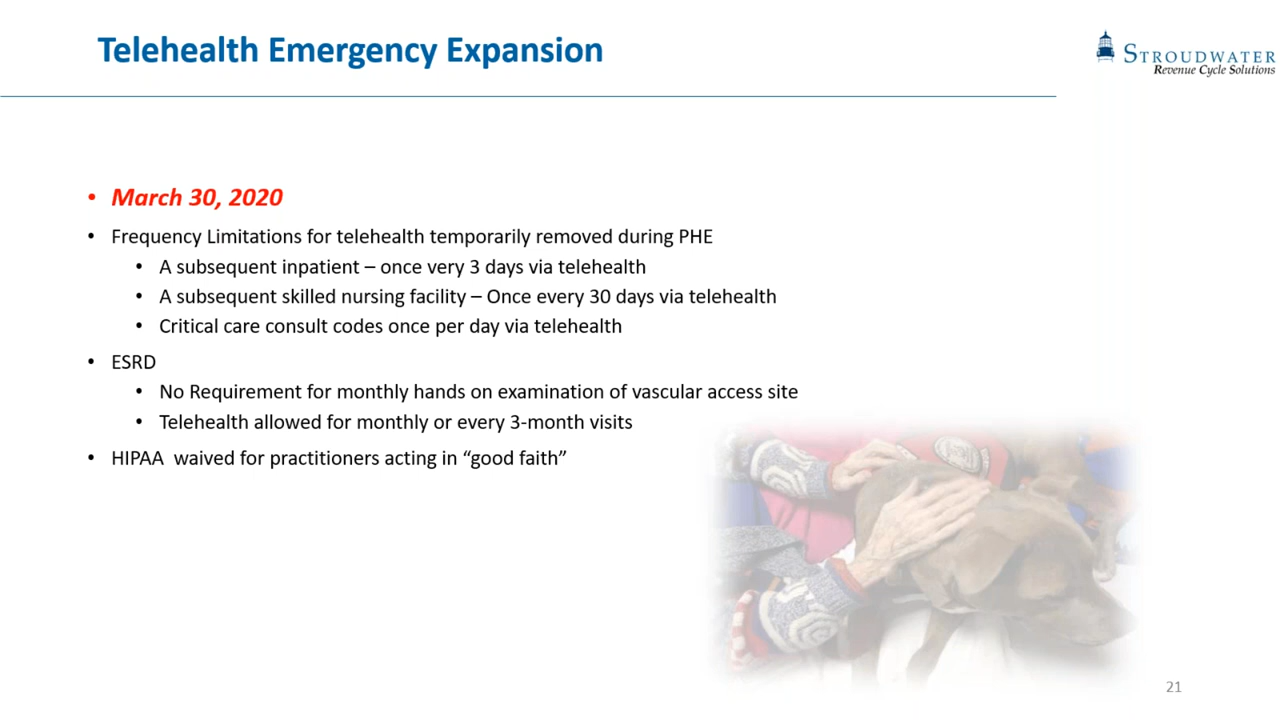 Telehealth Emergency Expansion
STROUDWATER
Revenue Cycle Solutions
• March 30, 2020
• Frequency Limitations for telehealth temporarily removed during PHE
• A subsequent inpatient – once very 3 days via telehealth
• A subsequent skilled nursing facility – Once every 30 days via telehealth
• Critical care consult codes once per day via telehealth
• ESRD
• No Requirement for monthly hands on examination of vascular access site
• Telehealth allowed for monthly or every 3-month visits
• HIPAA  waived for practitioners acting in “good faith”
21